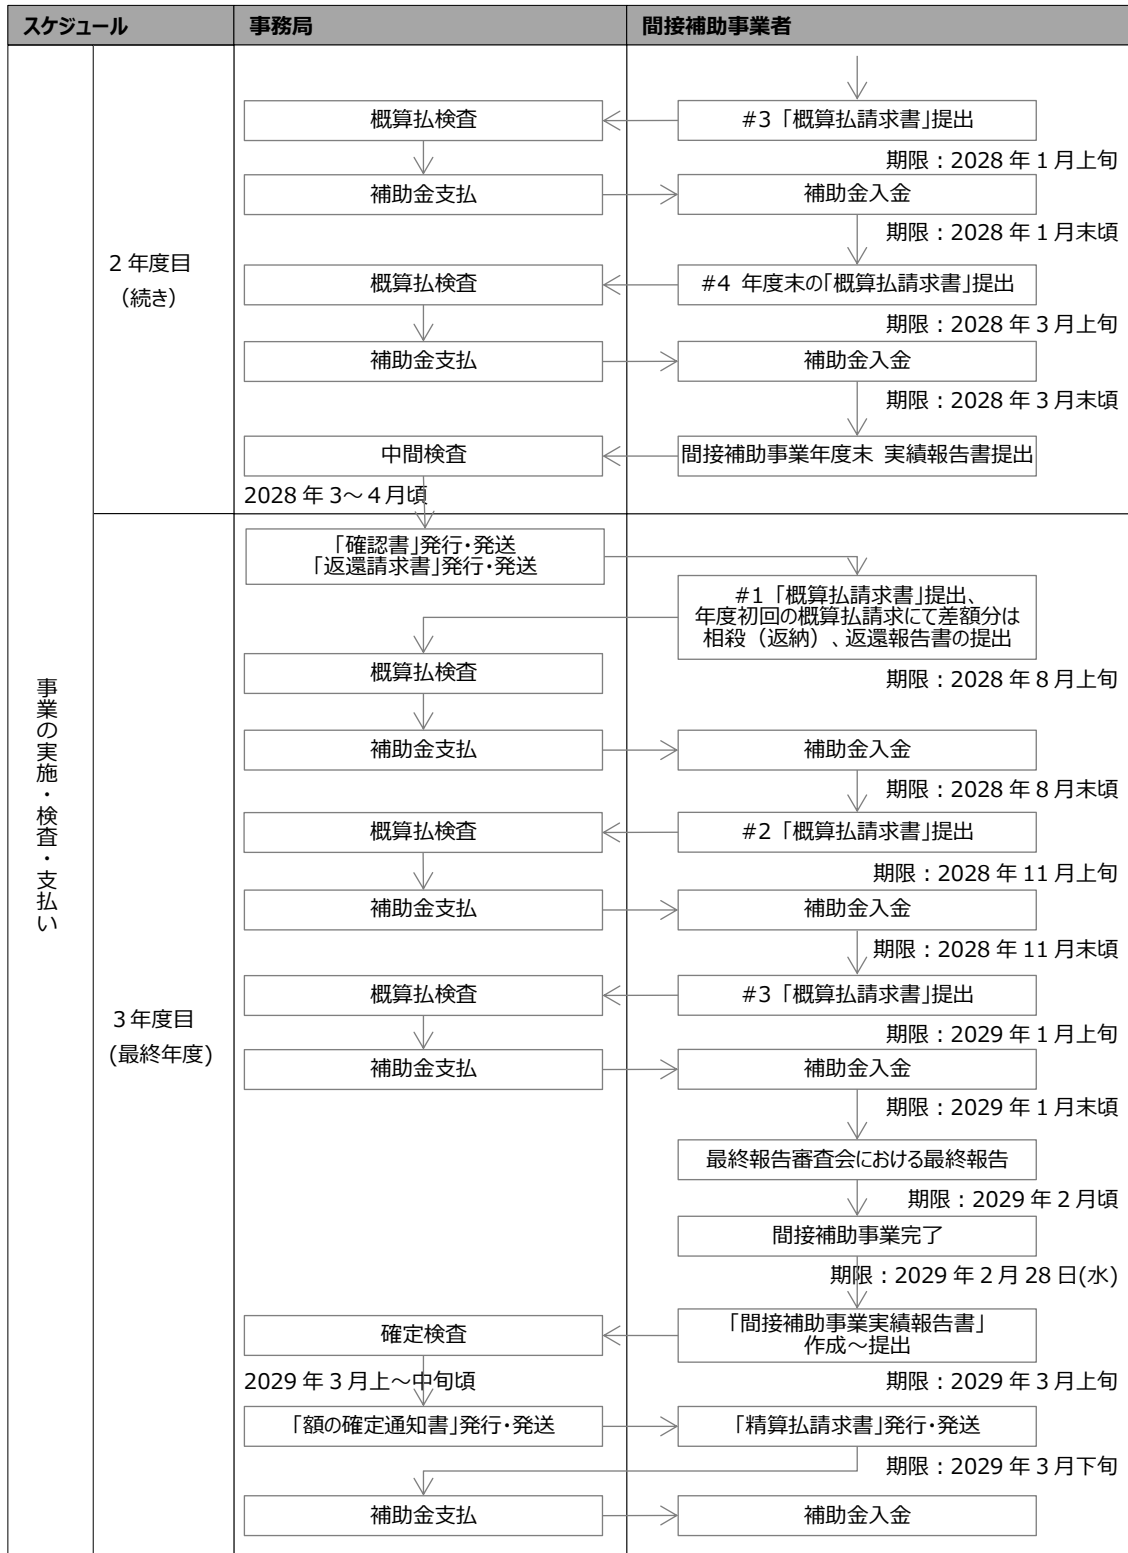 スケジュール
事務局
間接補助事業者
事業の実施・検査・支払い
2 年度目
（続き）
概算払検査
#3「概算払請求書」提出
期限：2028 年 1 月上旬
補助金支払
補助金入金
期限：2028 年 1 月末頃
概算払検査
#4 年度末の「概算払請求書」提出
期限：2028 年 3 月上旬
補助金支払
補助金入金
期限：2028 年 3 月末頃
中間検査
間接補助事業年度末 実績報告書提出
2028 年 3～4 月頃
3 年度目
(最終年度)
「確認書」発行・発送
「返還請求書」発行・発送
#1「概算払請求書」提出、
年度初回の概算払請求にて差額分は
相殺（返納）、返還報告書の提出
概算払検査
期限：2028 年 8 月上旬
補助金支払
補助金入金
期限：2028 年 8 月末頃
概算払検査
#2「概算払請求書」提出
期限：2028 年 11 月上旬
補助金支払
補助金入金
期限：2028 年 11 月末頃
概算払検査
#3「概算払請求書」提出
期限：2029 年 1 月上旬
補助金支払
補助金入金
期限：2029 年 1 月末頃
最終報告審査会における最終報告
期限：2029 年 2 月頃
間接補助事業完了
期限：2029 年 2 月 28 日(水)
確定検査
「間接補助事業実績報告書」
作成～提出
2029 年 3 月上～中旬頃
期限：2029 年 3 月上旬
「額の確定通知書」発行・発送
「精算払請求書」発行・発送
期限：2029 年 3 月下旬
補助金支払
補助金入金